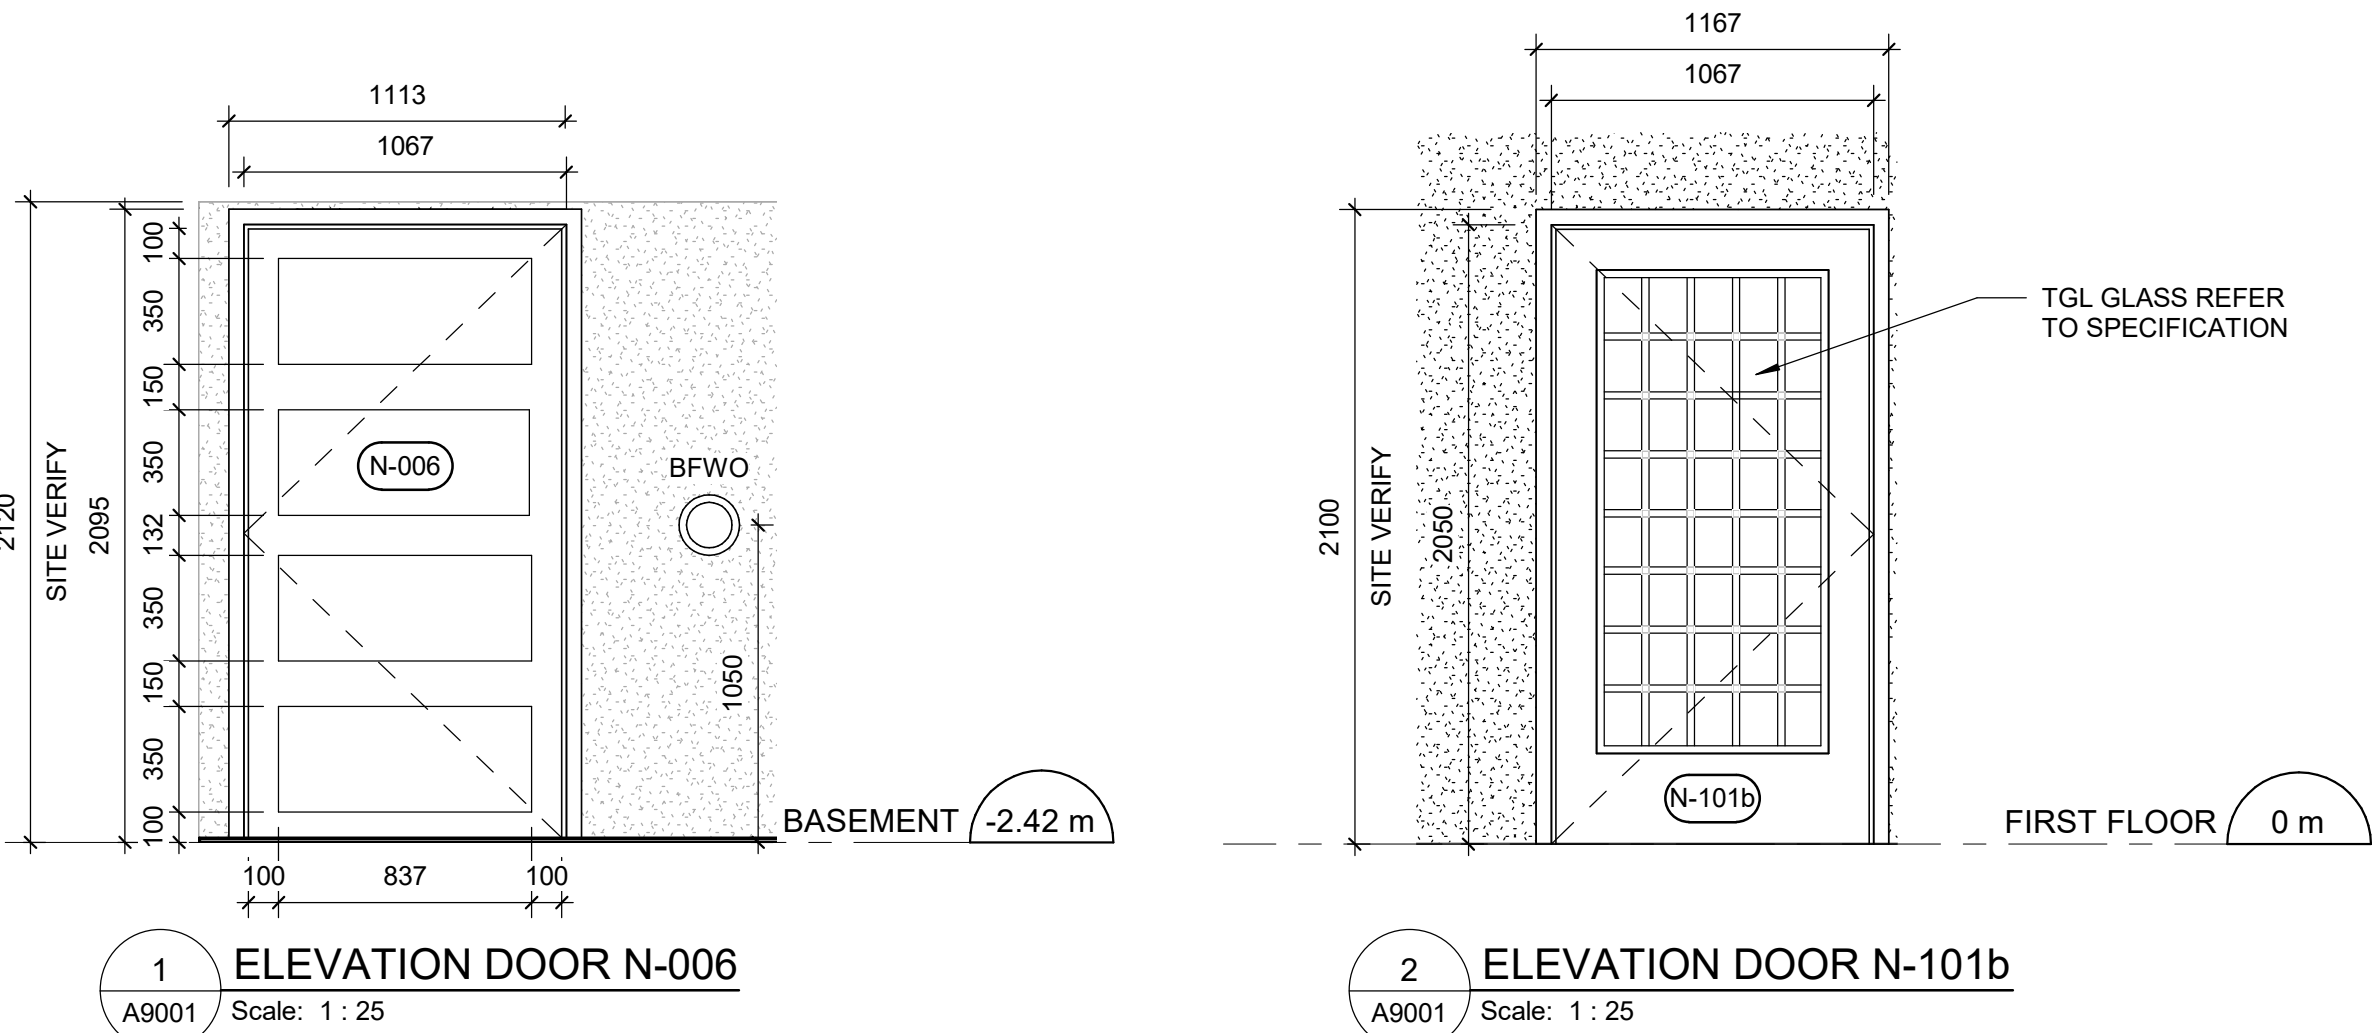 1113
1067
2120
SITE VERIFY
2095
100
350
150
350
132
350
150
350
100
N-006
BFWO
1050
BASEMENT
-2.42 m
100
837
100
1
A9001
ELEVATION DOOR N-006
Scale: 1 : 25
1167
1067
2100
SITE VERIFY
2050
TGL GLASS REFER
TO SPECIFICATION
N-101b
FIRST FLOOR
0 m
2
A9001
ELEVATION DOOR N-101b
Scale: 1 : 25